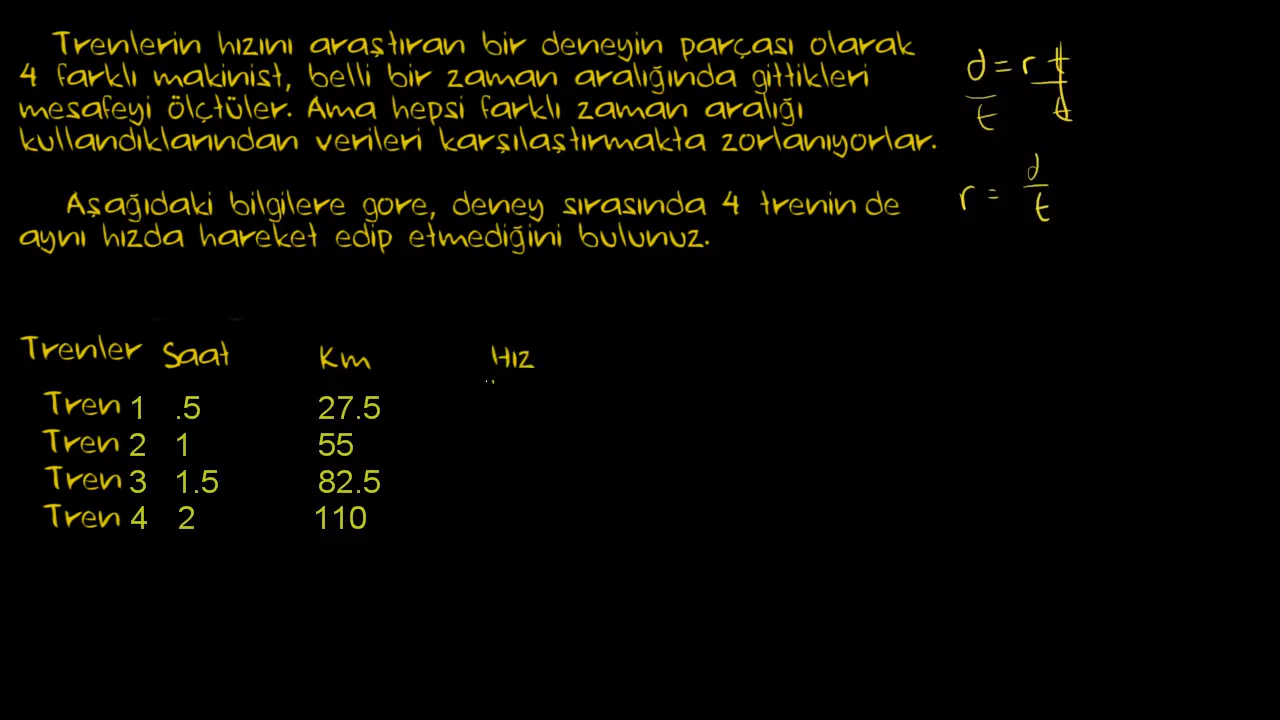 Trenlerin hızını araştıran bir deneyin parçası olarak
4 farklı makinist, belli bir zaman aralığında gittikleri
mesafeyi ölçtüler. Ama hepsi farklı zaman aralığı
kullandıklarından verileri karşılaştırmakta zorlanıyorlar.
Aşağıdaki bilgilere gore, deney sırasında 4 trenin de
aynı hızda hareket edip etmediğini bulunuz.
d = r t
t t
r = d
t
Trenler Saat Km Hız
Tren 1 .5 27.5
Tren 2 1 55
Tren 3 1.5 82.5
Tren 4 2 110